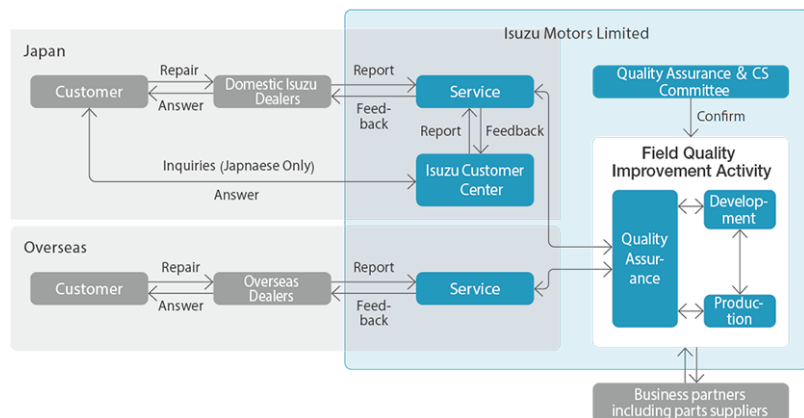 Isuzu Motors Limited
Japan
Customer
Repair
Answer
Domestic Isuzu
Dealers
Report
Feed-
back
Service
Report
Feedback
Inquiries (Japnaese Only)
Answer
Isuzu Customer
Center
Quality Assurance & CS
Committee
Confirm
Field Quality
Improvement Activity
Quality
Assur-
ance
Develop-
ment
Produc-
tion
Overseas
Customer
Repair
Answer
Overseas
Dealers
Report
Feed-
back
Service
Business partners
including parts suppliers